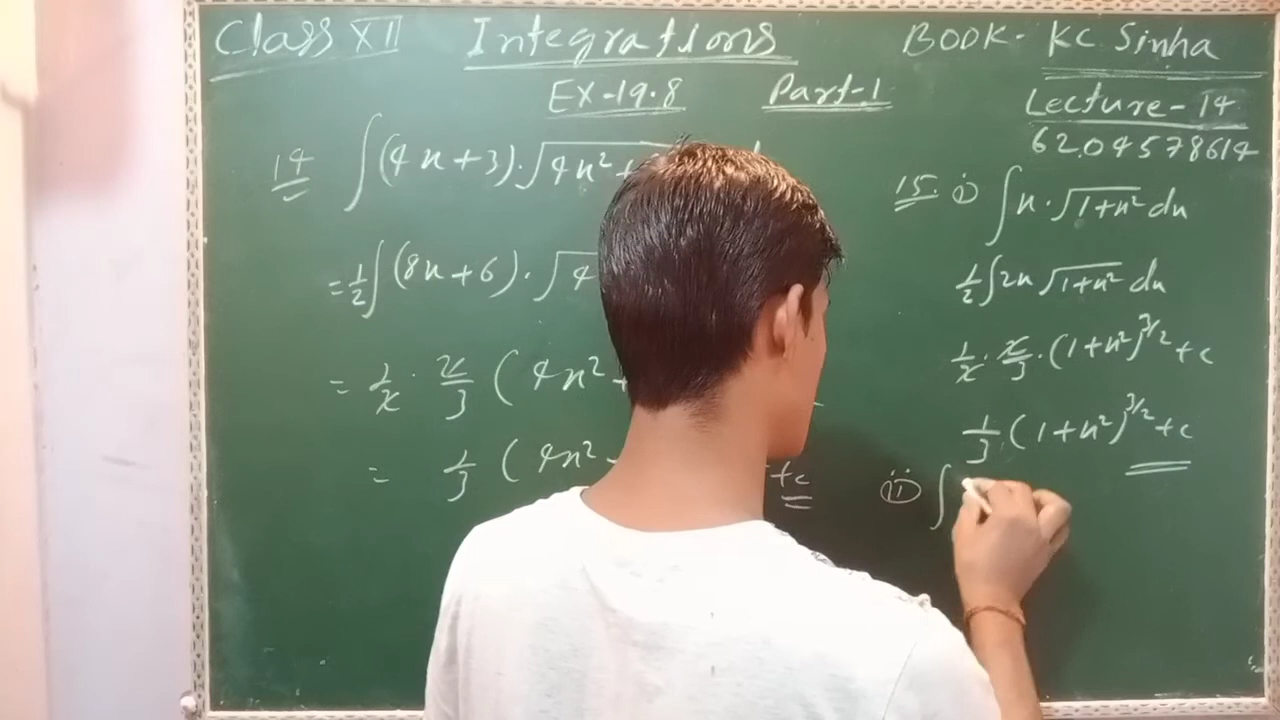 Class XII Integrations BOOK- KC Sinha
EX-19.8 Part-1 Lecture-14
6204578614
14 ∫(4x+3).√4x²+
=½∫(8x+6).√4
= 1/2 . 2/3 (4x²
= 1/3 (4x² +c
15. i) ∫x.√1+x² dx
½∫2x √1+x² dx
1/2 . 2/3 . (1+x²)^3/2 +c
1/3 (1+x²)^3/2 +c
ii) ∫